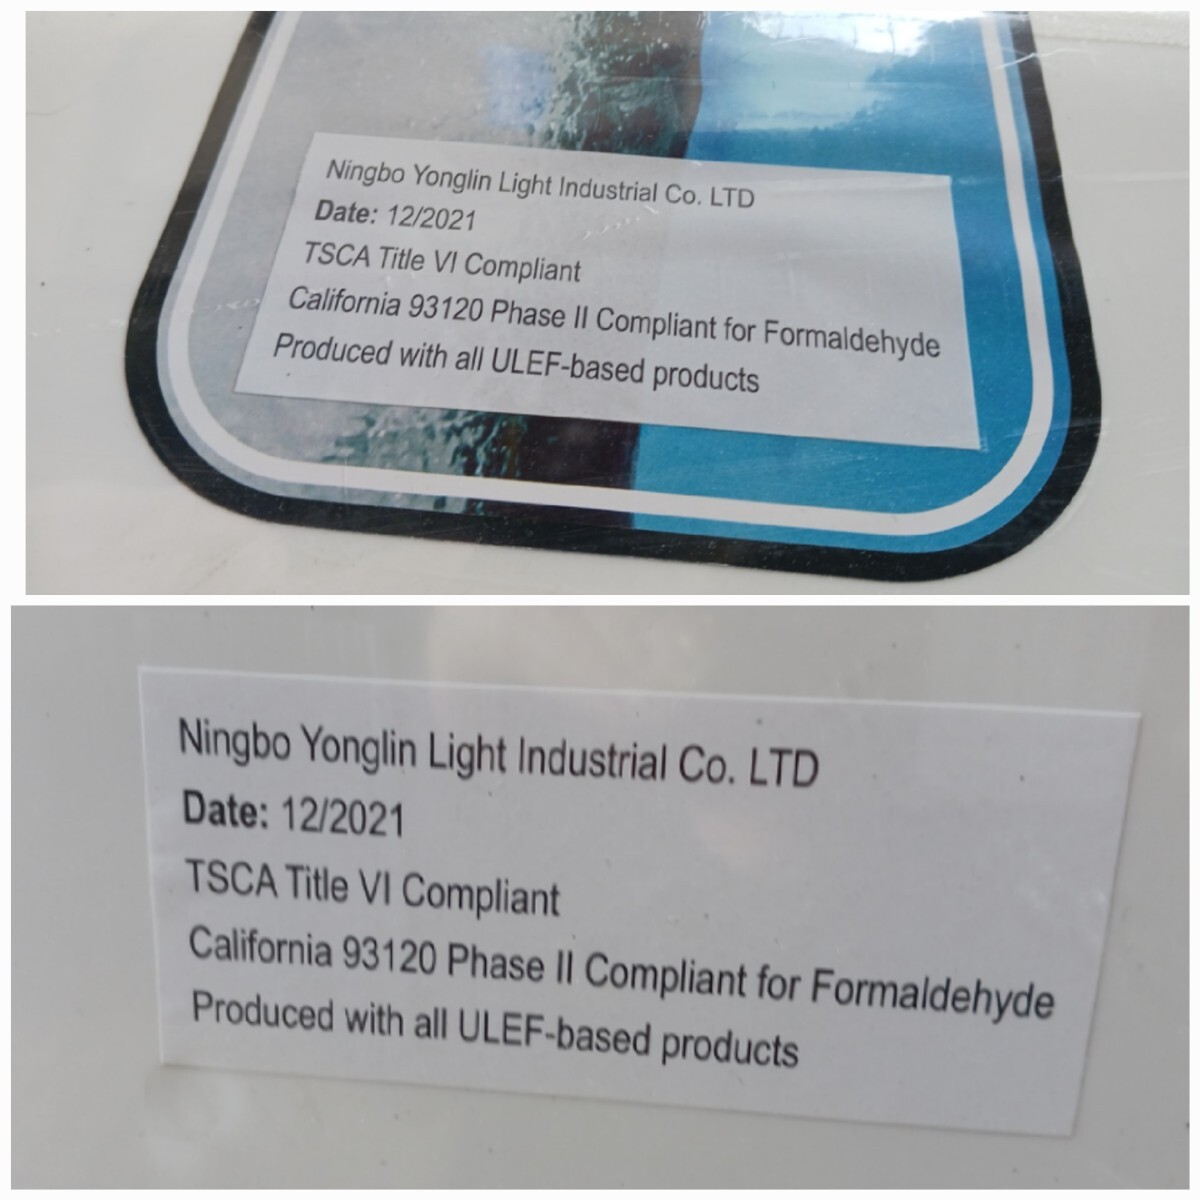 Ningbo Yonglin Light Industrial Co. LTD
Date: 12/2021
TSCA Title VI Compliant
California 93120 Phase II Compliant for Formaldehyde
Produced with all ULEF-based products
Ningbo Yonglin Light Industrial Co. LTD
Date: 12/2021
TSCA Title VI Compliant
California 93120 Phase II Compliant for Formaldehyde
Produced with all ULEF-based products